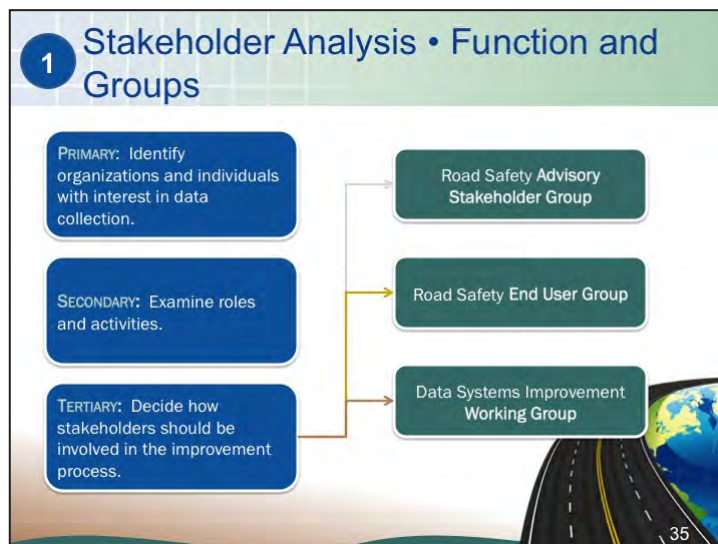 1
Stakeholder Analysis • Function and
Groups
PRIMARY: Identify
organizations and individuals
with interest in data
collection.
SECONDARY: Examine roles
and activities.
TERTIARY: Decide how
stakeholders should be
involved in the improvement
process.
Road Safety Advisory
Stakeholder Group
Road Safety End User Group
Data Systems Improvement
Working Group
35